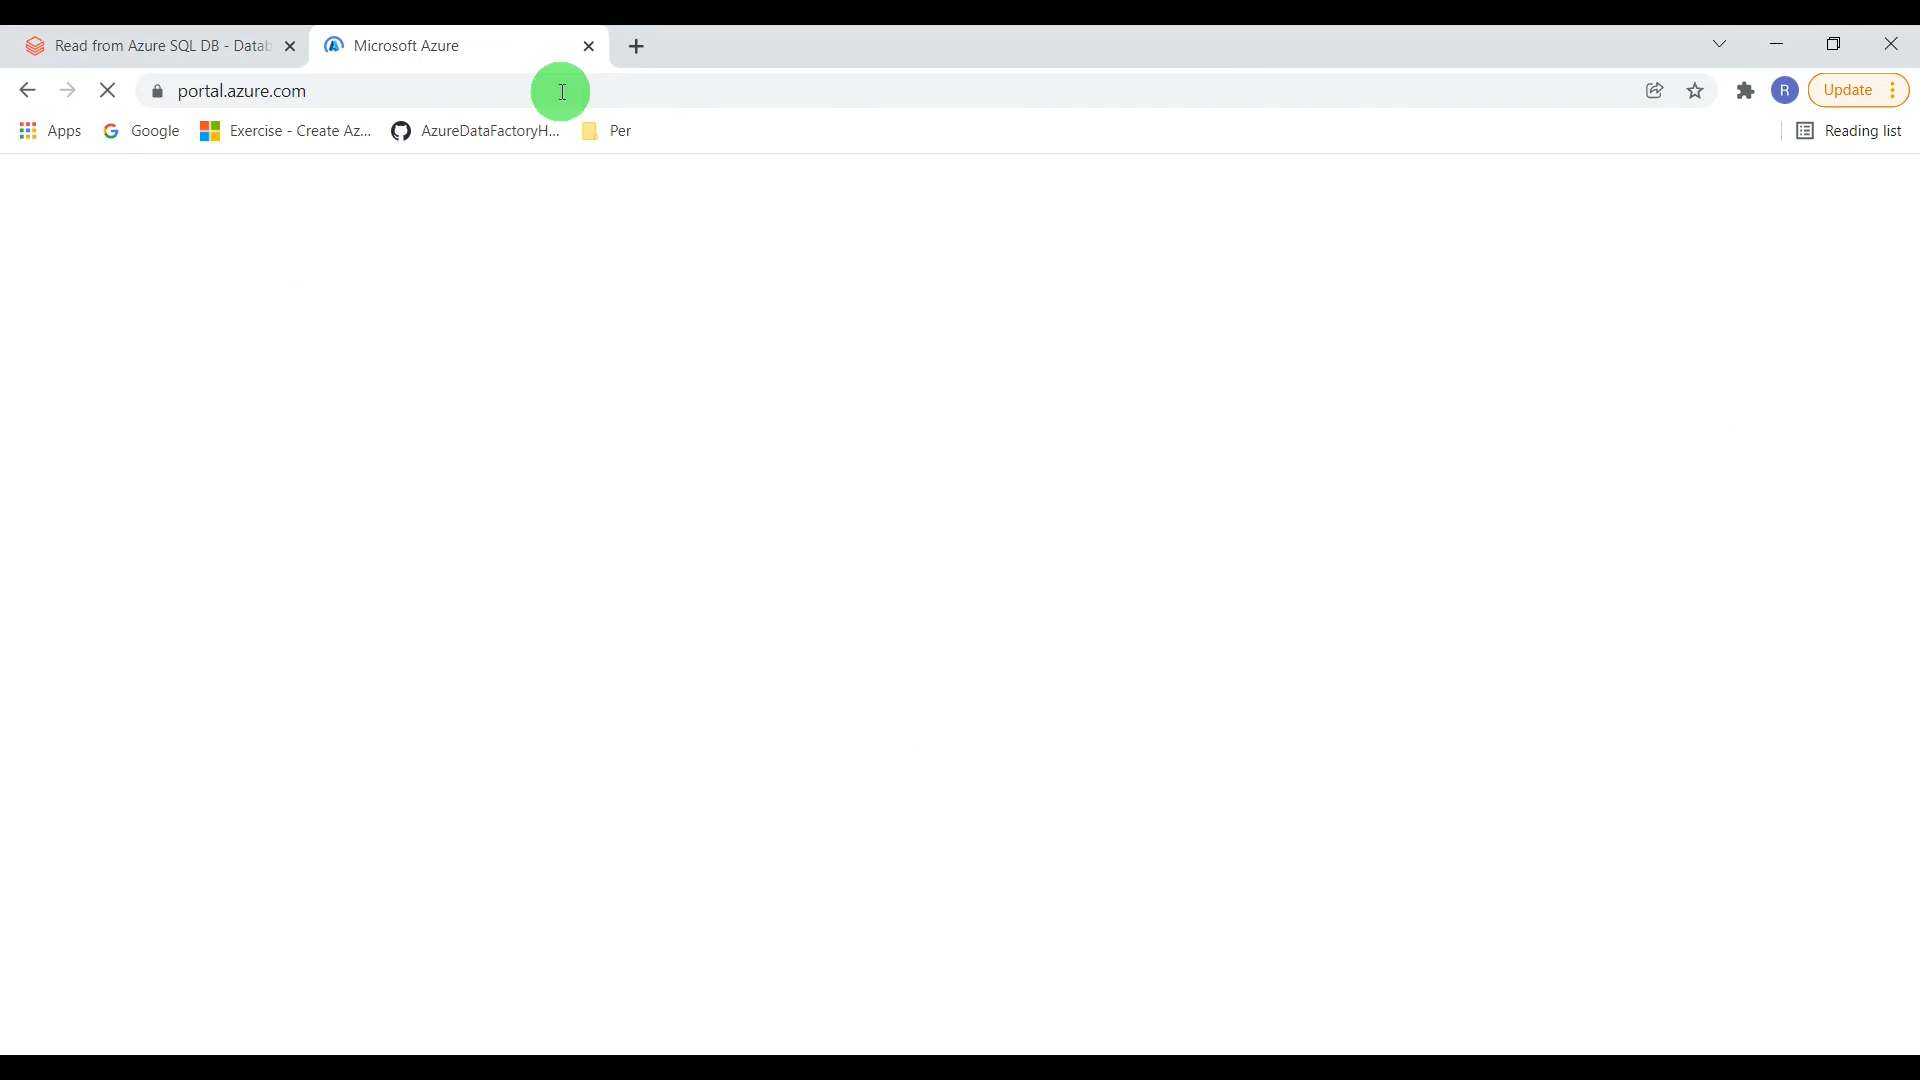 Read from Azure SQL DB - Datab
Microsoft Azure
portal.azure.com
R
Update
Apps
Google
Exercise - Create Az...
AzureDataFactoryH...
Per
Reading list